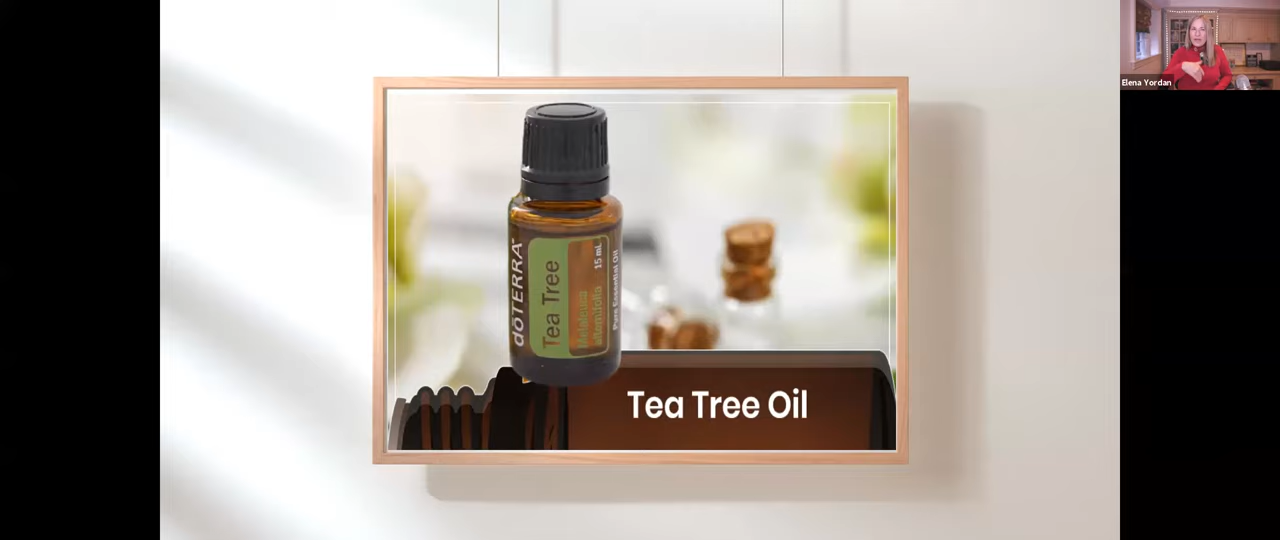 Elena Yordan
dōTERRA
Tea Tree
Melaleuca
alternifolia
15 mL
Pure Essential Oil
Tea Tree Oil